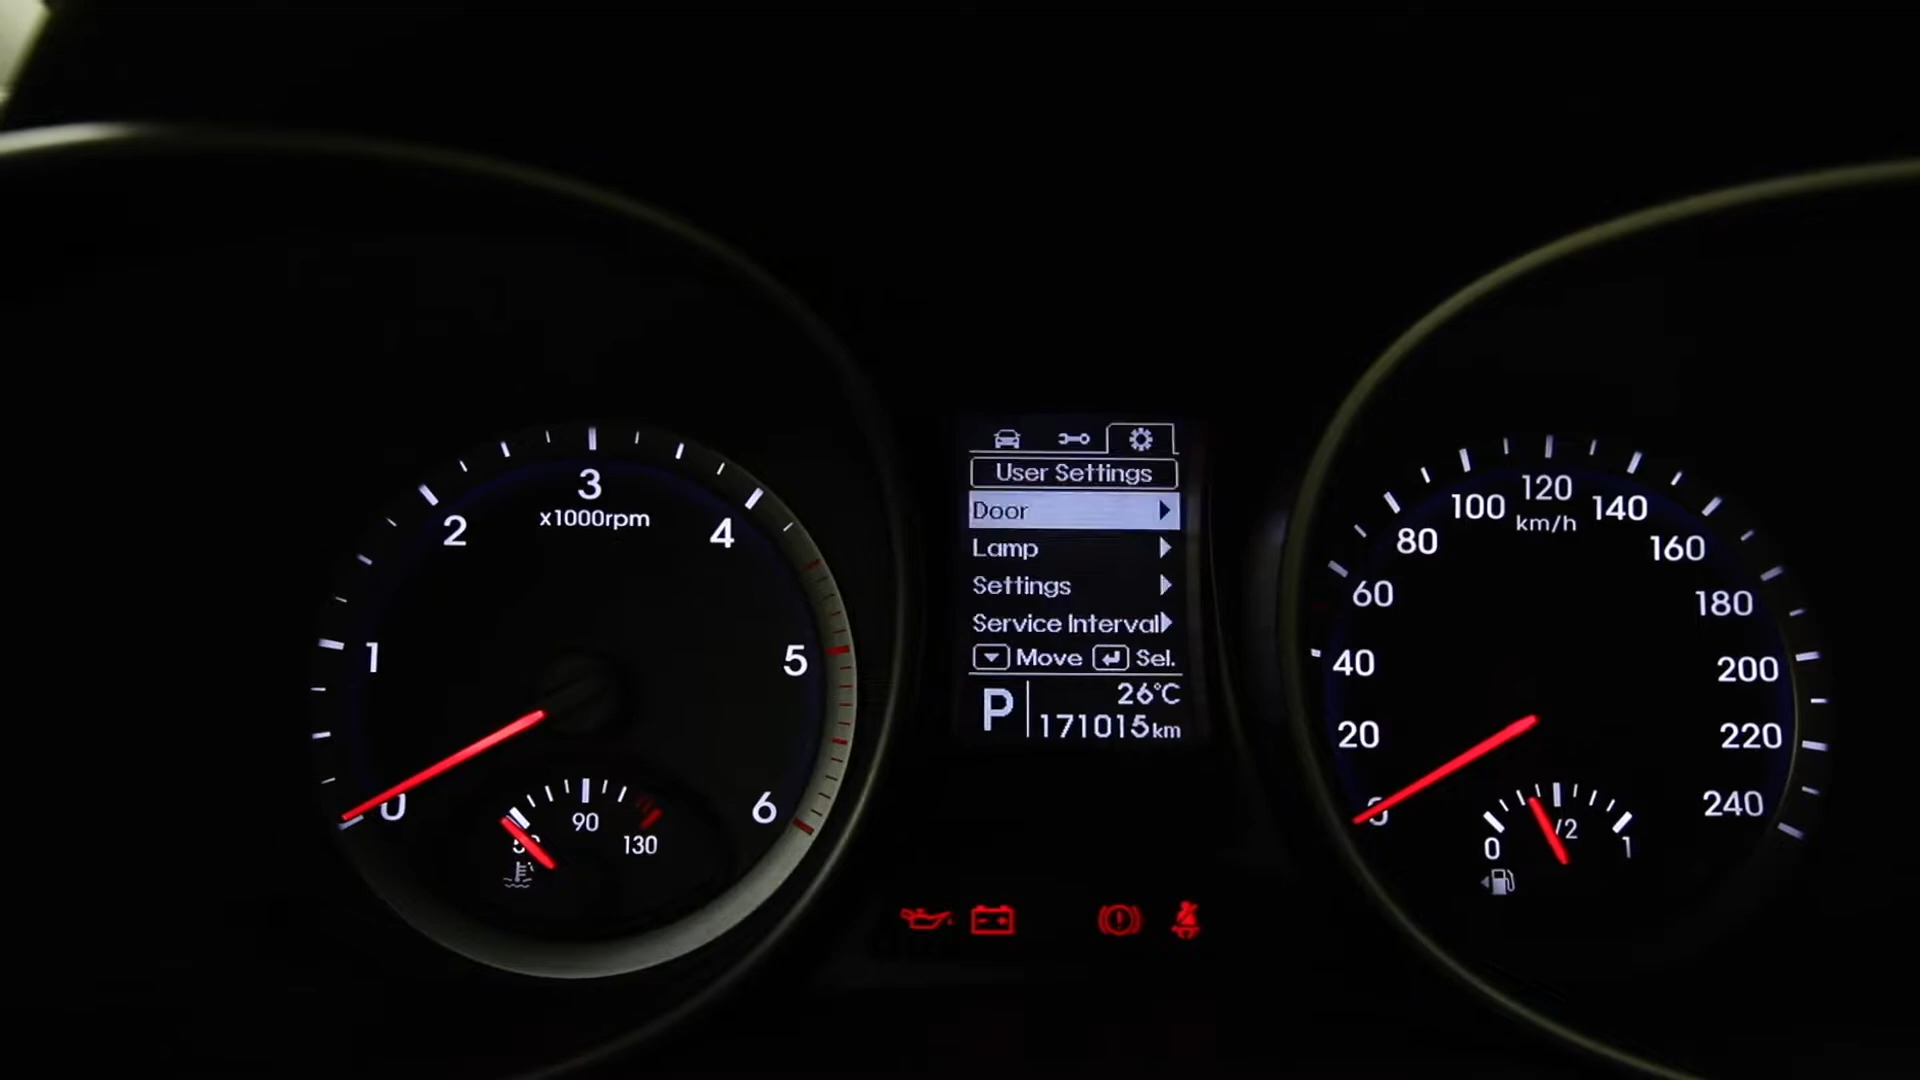 3
x1000rpm
2
4
1
5
0
6
90
130
User Settings
Door
Lamp
Settings
Service Interval
Move Sel.
P
26°C
171015km
120
km/h
100
140
80
160
60
180
40
200
20
220
240
0
/2
1